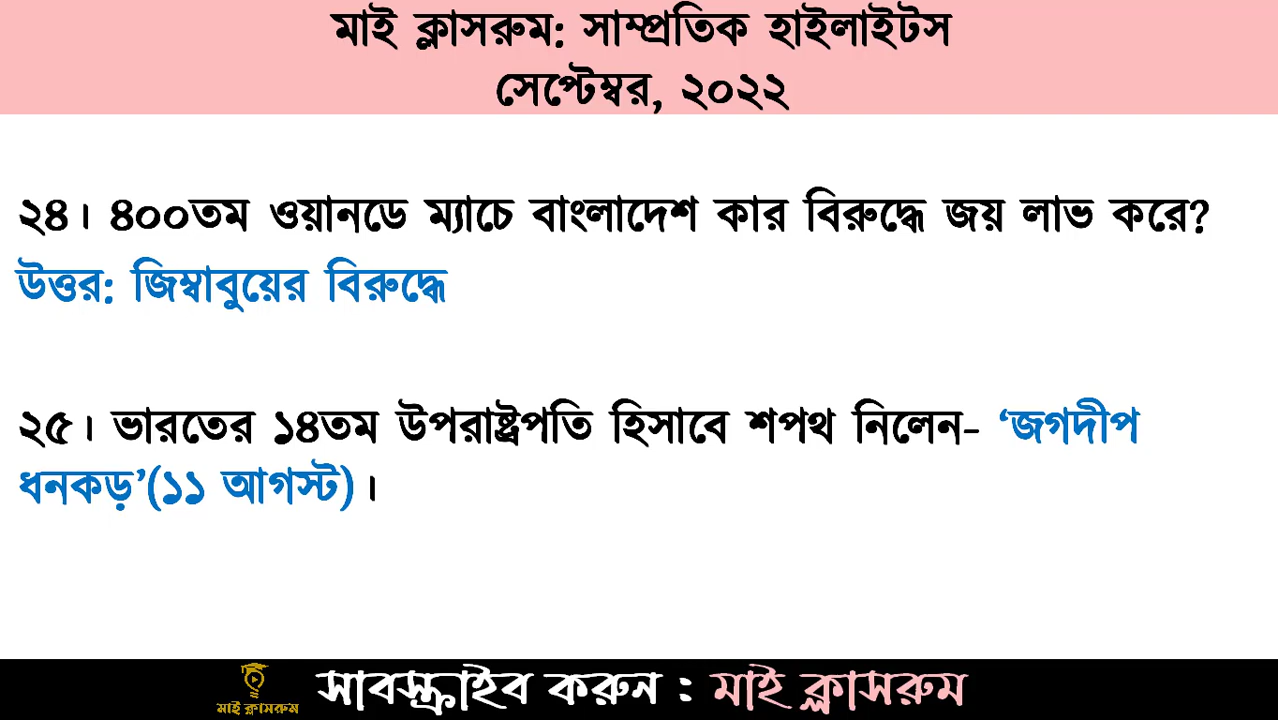 মাই ক্লাসরুম: সাম্প্রতিক হাইলাইটস
সেপ্টেম্বর, ২০২২
২৪। ৪০০তম ওয়ানডে ম্যাচে বাংলাদেশ কার বিরুদ্ধে জয় লাভ করে?
উত্তর: জিম্বাবুয়ের বিরুদ্ধে
২৫। ভারতের ১৪তম উপরাষ্ট্রপতি হিসাবে শপথ নিলেন- ‘জগদীপ
ধনকড়’(১১ আগস্ট)।
মাই ক্লাসরুম
সাবস্ক্রাইব করুন : মাই ক্লাসরুম